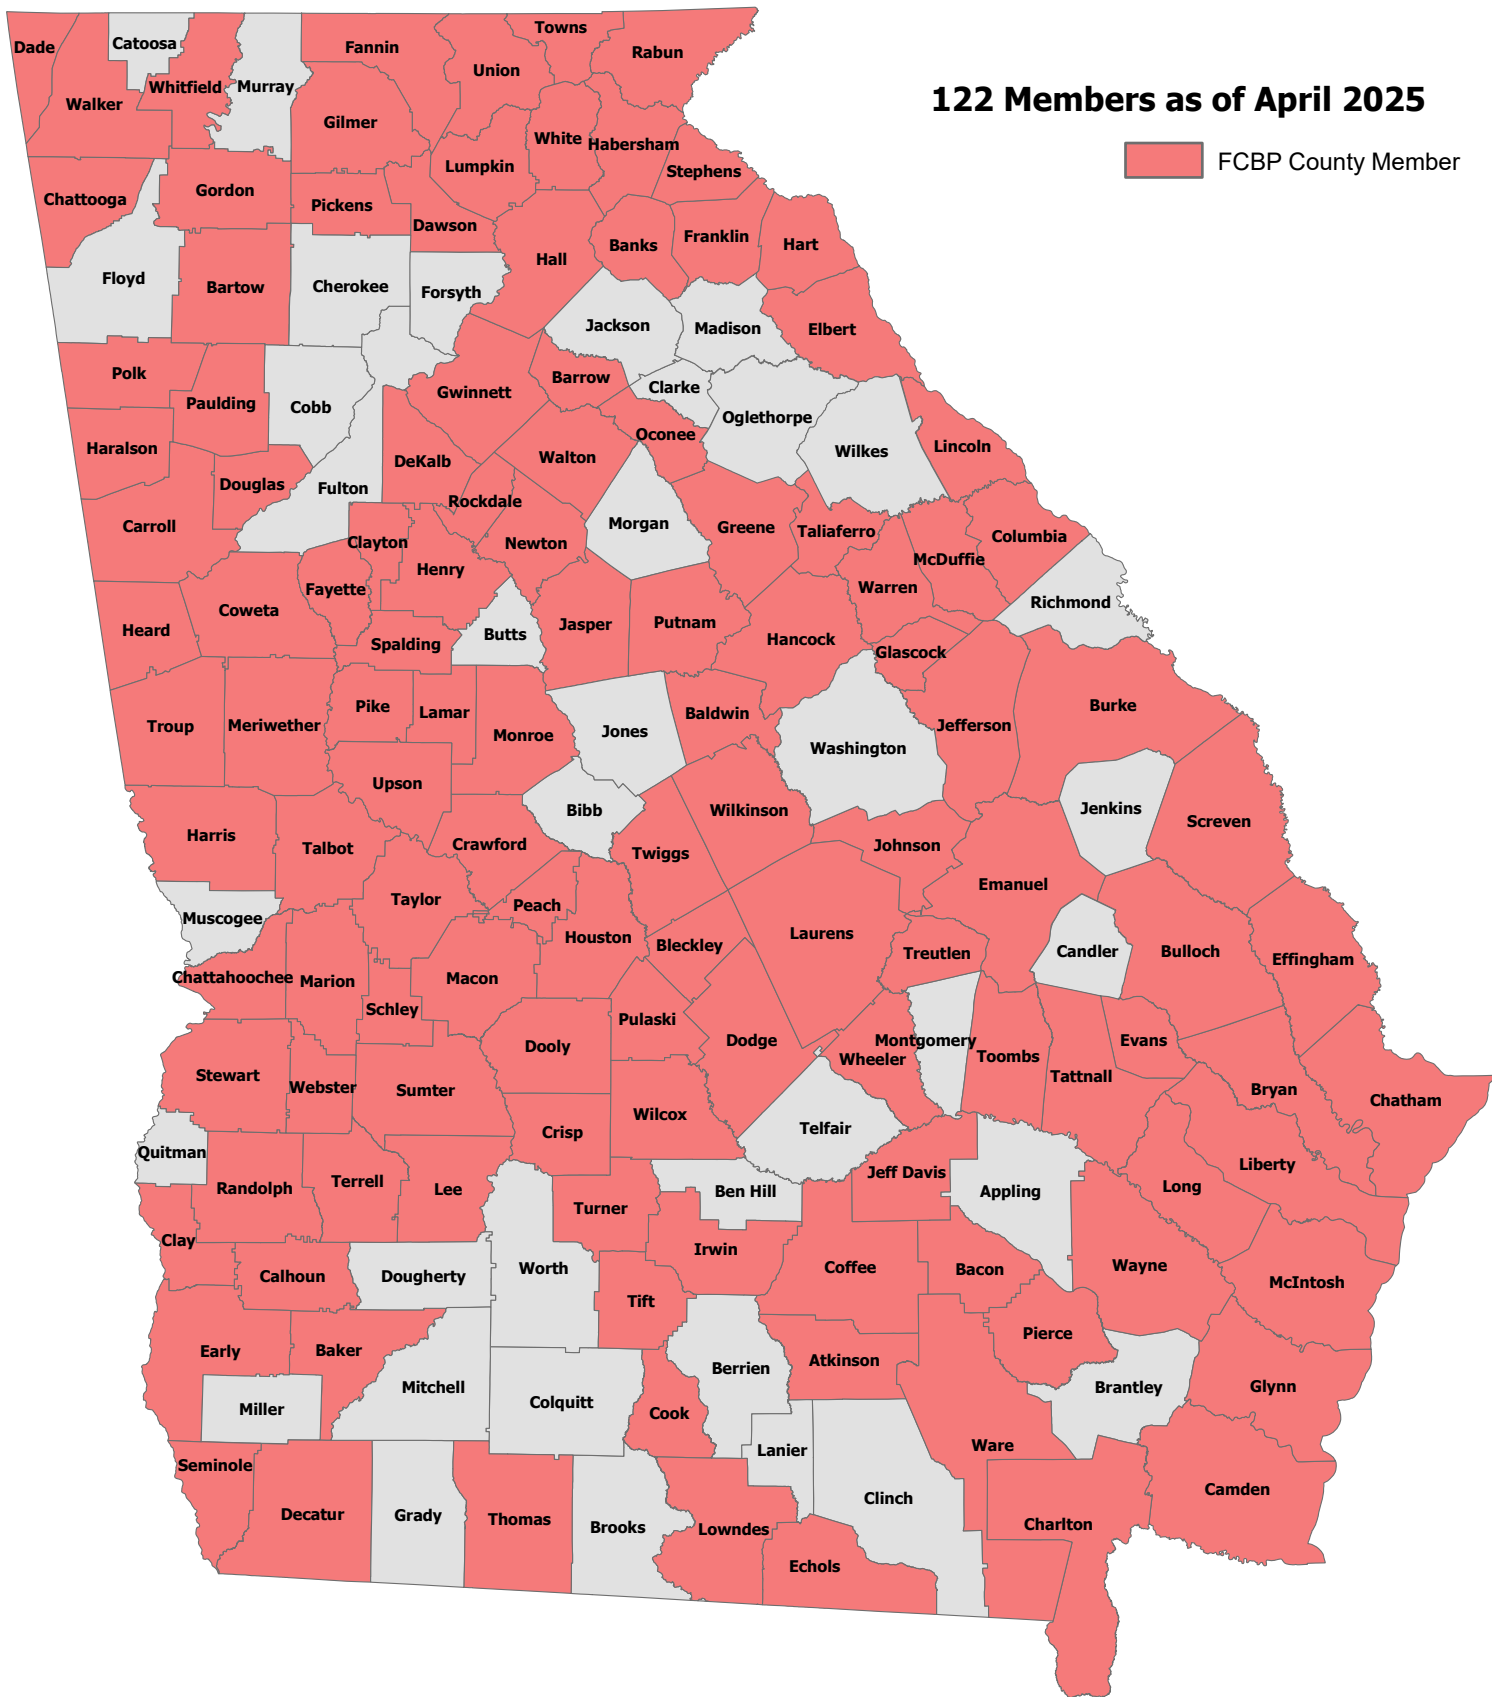 122 Members as of April 2025
FCBP County Member
Dade
Catoosa
Whitfield
Walker
Murray
Fannin
Gilmer
Union
Towns
Rabun
White
Habersham
Lumpkin
Stephens
Chattooga
Gordon
Pickens
Dawson
Hall
Banks
Franklin
Hart
Floyd
Bartow
Cherokee
Forsyth
Jackson
Madison
Elbert
Polk
Paulding
Cobb
Gwinnett
Barrow
Clarke
Oglethorpe
Wilkes
Lincoln
Haralson
Douglas
Fulton
DeKalb
Rockdale
Walton
Oconee
Morgan
Greene
Taliaferro
McDuffie
Columbia
Carroll
Clayton
Henry
Newton
Fayette
Coweta
Heard
Spalding
Butts
Jasper
Putnam
Hancock
Warren
Richmond
Glascock
Troup
Meriwether
Pike
Lamar
Monroe
Jones
Baldwin
Washington
Jefferson
Burke
Upson
Bibb
Wilkinson
Jenkins
Screven
Harris
Talbot
Crawford
Twiggs
Johnson
Emanuel
Muscogee
Taylor
Peach
Houston
Bleckley
Laurens
Treutlen
Candler
Bulloch
Effingham
Chattahoochee
Marion
Schley
Macon
Dooly
Pulaski
Dodge
Wheeler
Montgomery
Toombs
Tattnall
Evans
Bryan
Chatham
Stewart
Webster
Sumter
Crisp
Wilcox
Telfair
Liberty
Quitman
Randolph
Terrell
Lee
Turner
Ben Hill
Jeff Davis
Appling
Long
Clay
Calhoun
Dougherty
Worth
Irwin
Coffee
Bacon
Wayne
McIntosh
Tift
Early
Baker
Mitchell
Miller
Colquitt
Cook
Berrien
Atkinson
Pierce
Brantley
Glynn
Seminole
Decatur
Grady
Thomas
Brooks
Lowndes
Lanier
Clinch
Echols
Ware
Charlton
Camden